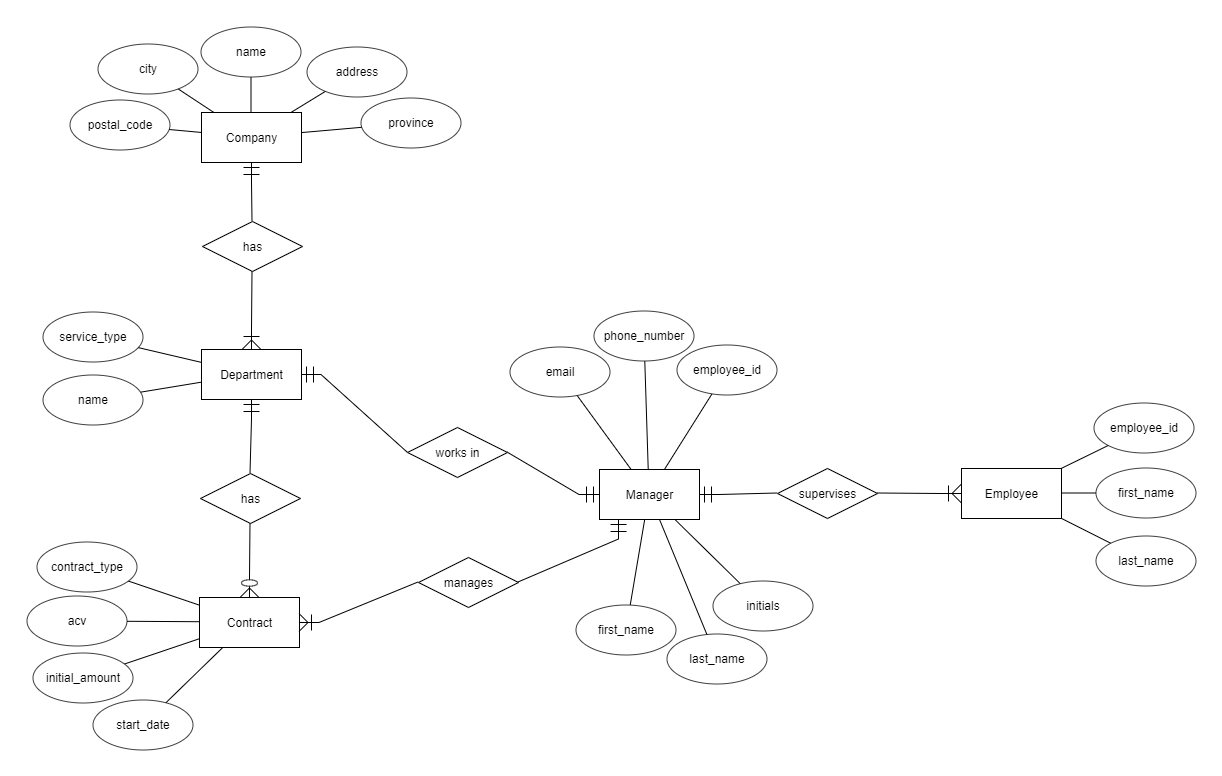 name
city
address
postal_code
province
Company
has
service_type
name
Department
phone_number
email
employee_id
works in
employee_id
Manager
supervises
Employee
first_name
has
last_name
contract_type
manages
initials
acv
Contract
first_name
last_name
initial_amount
start_date